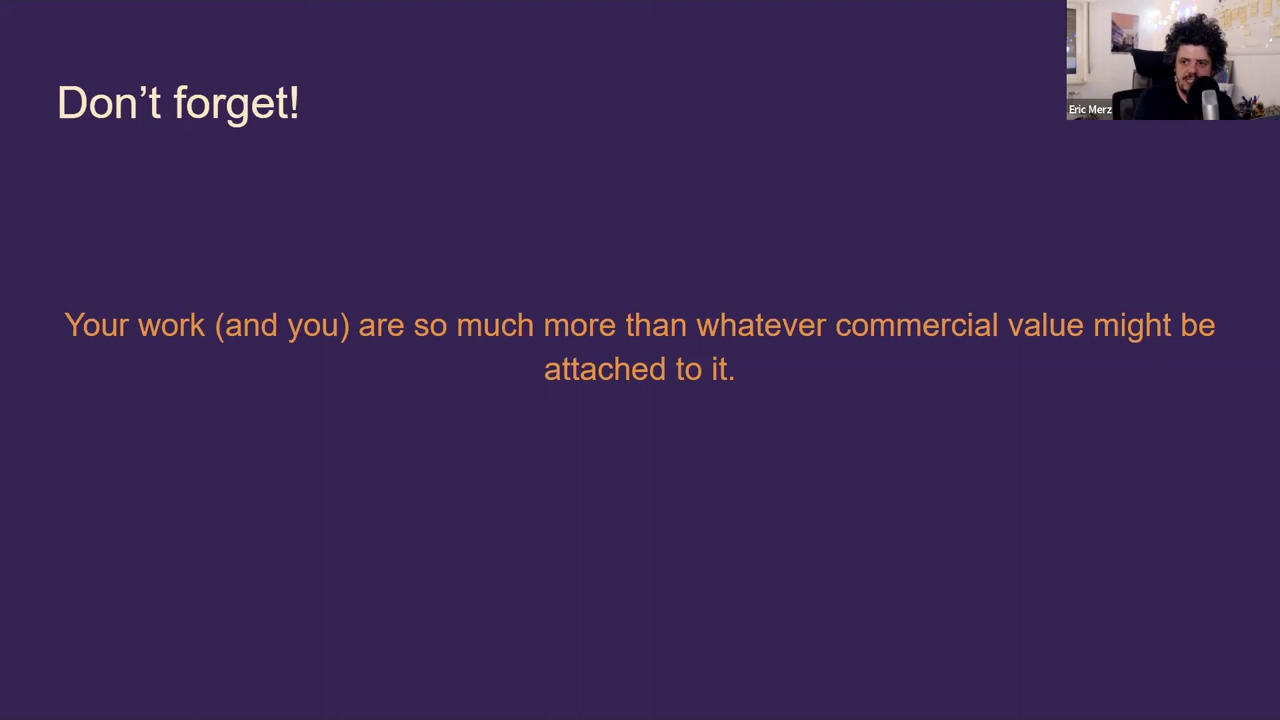 Don’t forget!
Eric Merz
Your work (and you) are so much more than whatever commercial value might be
attached to it.